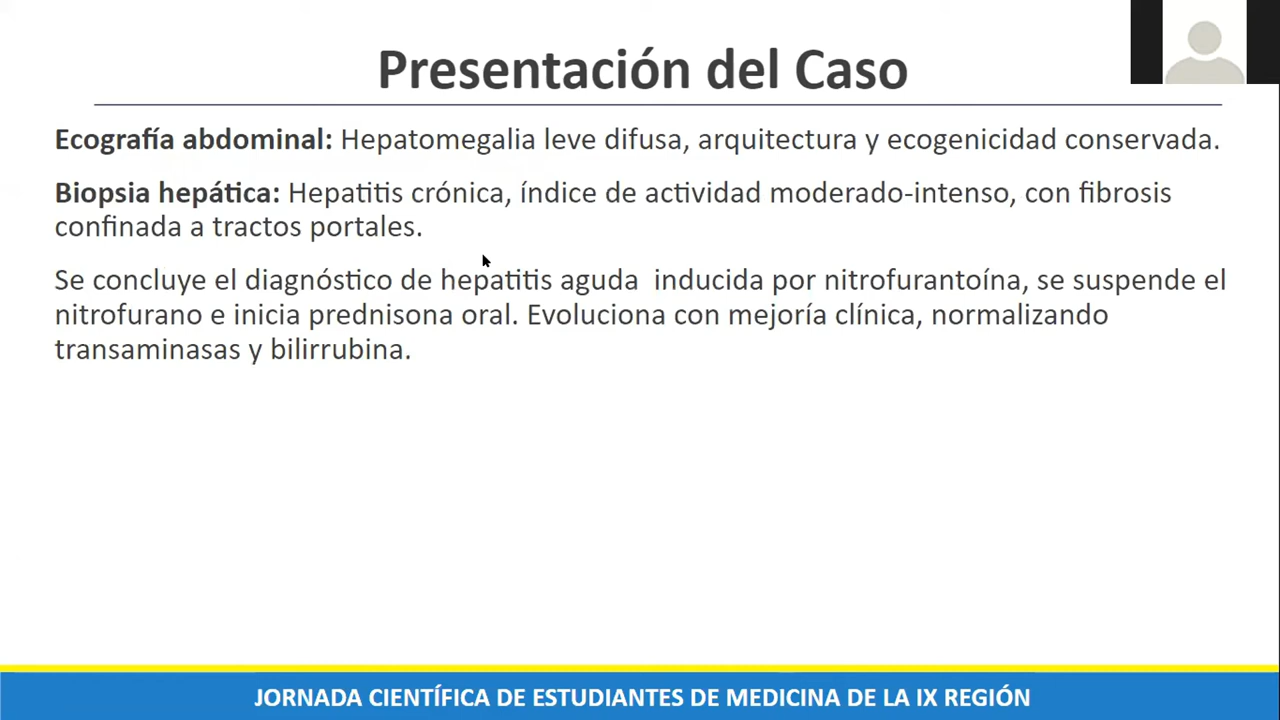 Presentación del Caso
Ecografía abdominal: Hepatomegalia leve difusa, arquitectura y ecogenicidad conservada.
Biopsia hepática: Hepatitis crónica, índice de actividad moderado-intenso, con fibrosis
confinada a tractos portales.
Se concluye el diagnóstico de hepatitis aguda  inducida por nitrofurantoína, se suspende el
nitrofurano e inicia prednisona oral. Evoluciona con mejoría clínica, normalizando
transaminasas y bilirrubina.
JORNADA CIENTÍFICA DE ESTUDIANTES DE MEDICINA DE LA IX REGIÓN